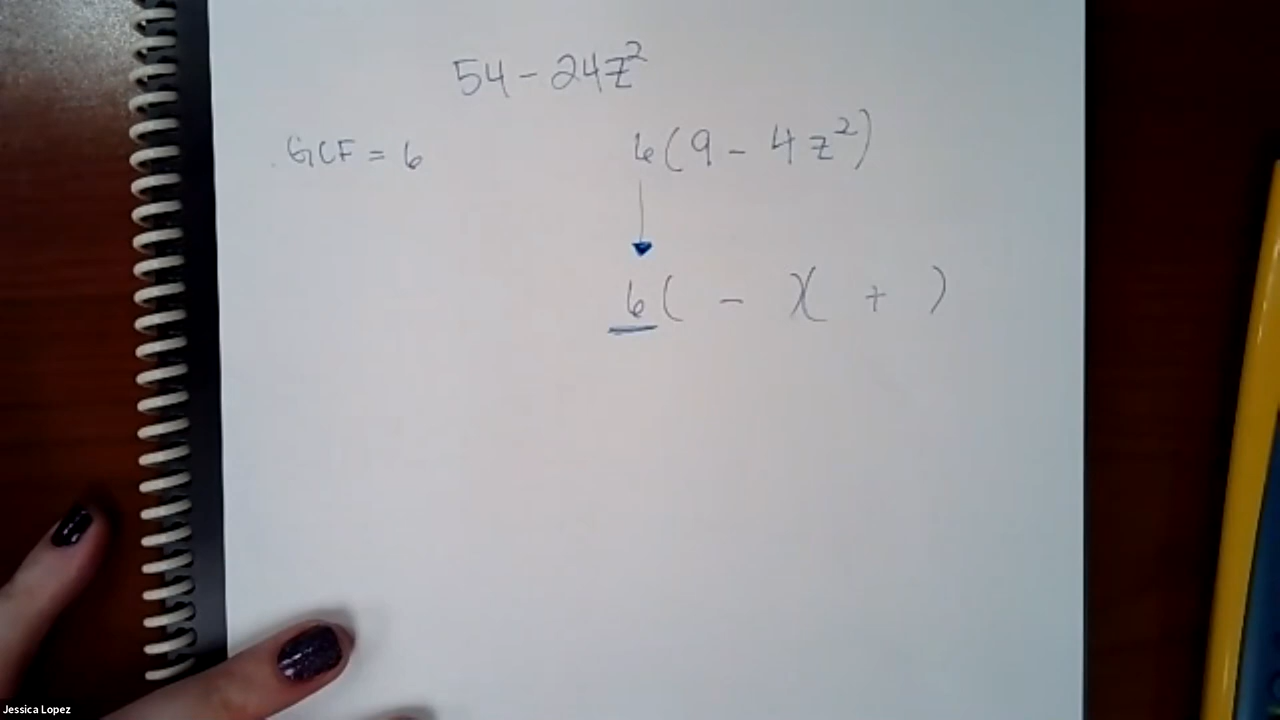 54 - 24z²
GCF = 6
6(9 - 4z²)
6( - )( + )
Jessica Lopez